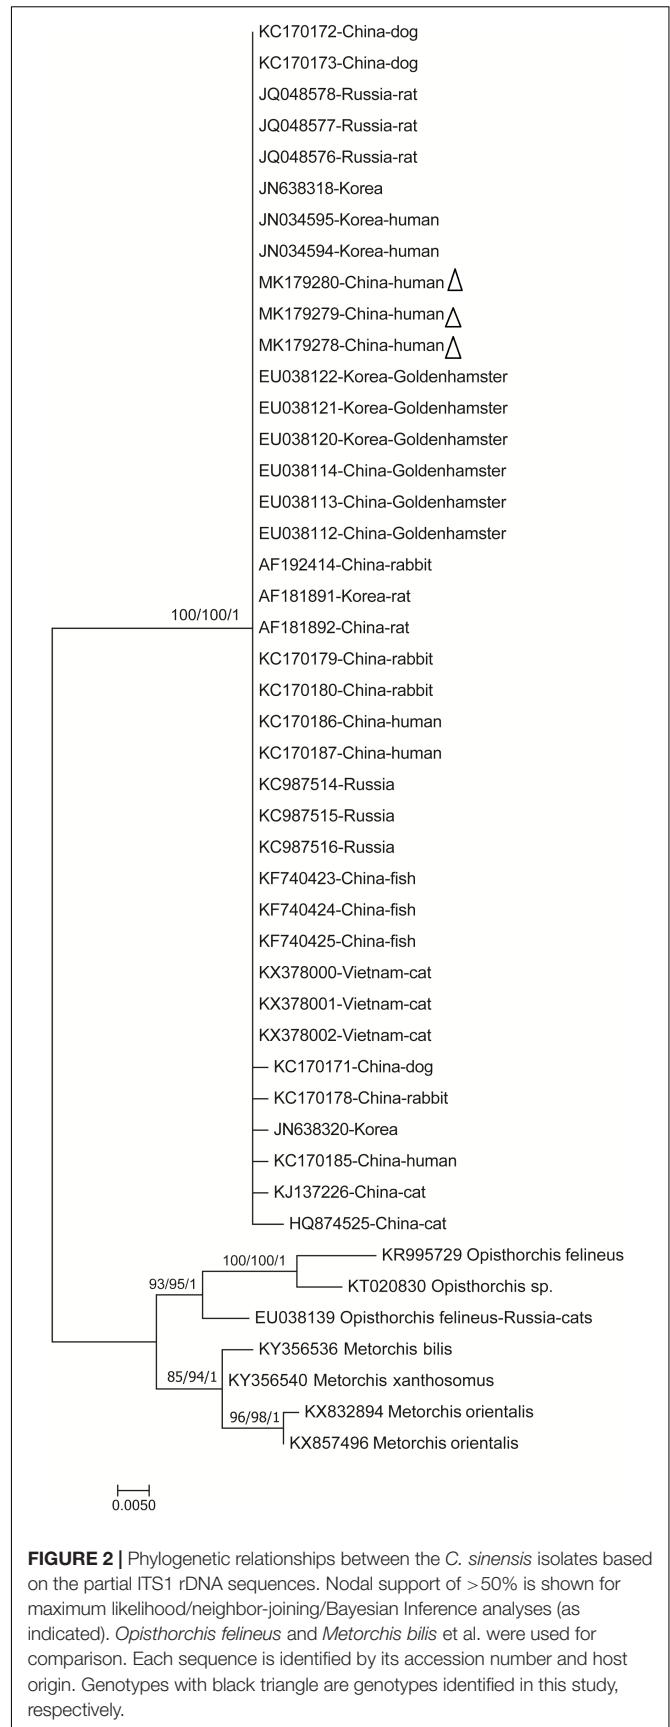 KC170172-China-dog
KC170173-China-dog
JQ048578-Russia-rat
JQ048577-Russia-rat
JQ048576-Russia-rat
JN638318-Korea
JN034595-Korea-human
JN034594-Korea-human
MK179280-China-human
MK179279-China-human
MK179278-China-human
EU038122-Korea-Goldenhamster
EU038121-Korea-Goldenhamster
EU038120-Korea-Goldenhamster
EU038114-China-Goldenhamster
EU038113-China-Goldenhamster
EU038112-China-Goldenhamster
AF192414-China-rabbit
AF181891-Korea-rat
100/100/1
AF181892-China-rat
KC170179-China-rabbit
KC170180-China-rabbit
KC170186-China-human
KC170187-China-human
KC987514-Russia
KC987515-Russia
KC987516-Russia
KF740423-China-fish
KF740424-China-fish
KF740425-China-fish
KX378000-Vietnam-cat
KX378001-Vietnam-cat
KX378002-Vietnam-cat
KC170171-China-dog
KC170178-China-rabbit
JN638320-Korea
KC170185-China-human
KJ137226-China-cat
HQ874525-China-cat
KR995729 Opisthorchis felineus
100/100/1
KT020830 Opisthorchis sp.
93/95/1
EU038139 Opisthorchis felineus-Russia-cats
KY356536 Metorchis bilis
85/94/1
KY356540 Metorchis xanthosomus
KX832894 Metorchis orientalis
96/98/1
KX857496 Metorchis orientalis
0.0050
FIGURE 2 | Phylogenetic relationships between the C. sinensis isolates based
on the partial ITS1 rDNA sequences. Nodal support of >50% is shown for
maximum likelihood/neighbor-joining/Bayesian Inference analyses (as
indicated). Opisthorchis felineus and Metorchis bilis et al. were used for
comparison. Each sequence is identified by its accession number and host
origin. Genotypes with black triangle are genotypes identified in this study,
respectively.